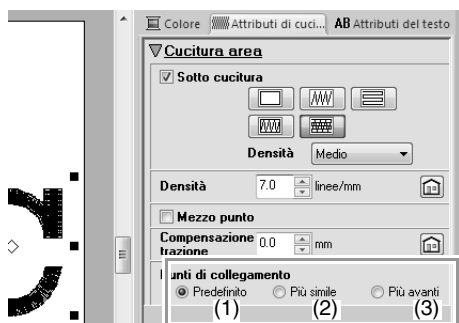 Colore Attributi di cuci... AB Attributi del testo
Cucitura area
Sotto cucitura
Densità Medio
Densità 7.0 linee/mm
Mezzo punto
Compensazione trazione 0.0 mm
Punti di collegamento
Predefinito Più simile Più avanti
(1) (2) (3)